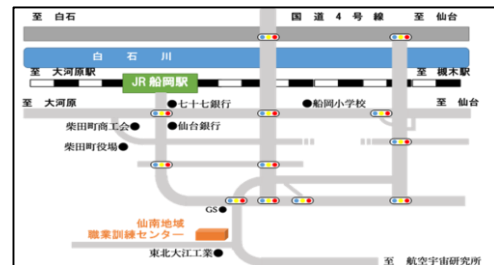 至 白石
国道4号線
至 仙台
白石川
至 大河原駅
JR 船岡駅
至 槻木駅
至 大河原
●七十七銀行
●船岡小学校
至 仙台
柴田町商工会●
●仙台銀行
柴田町役場●
GS●
仙南地域
職業訓練センター
東北大江工業●
至 航空宇宙研究所